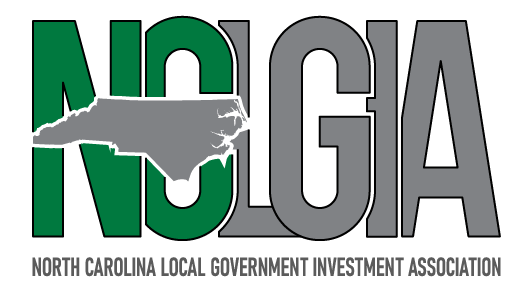 NCLGIA
NORTH CAROLINA LOCAL GOVERNMENT INVESTMENT ASSOCIATION